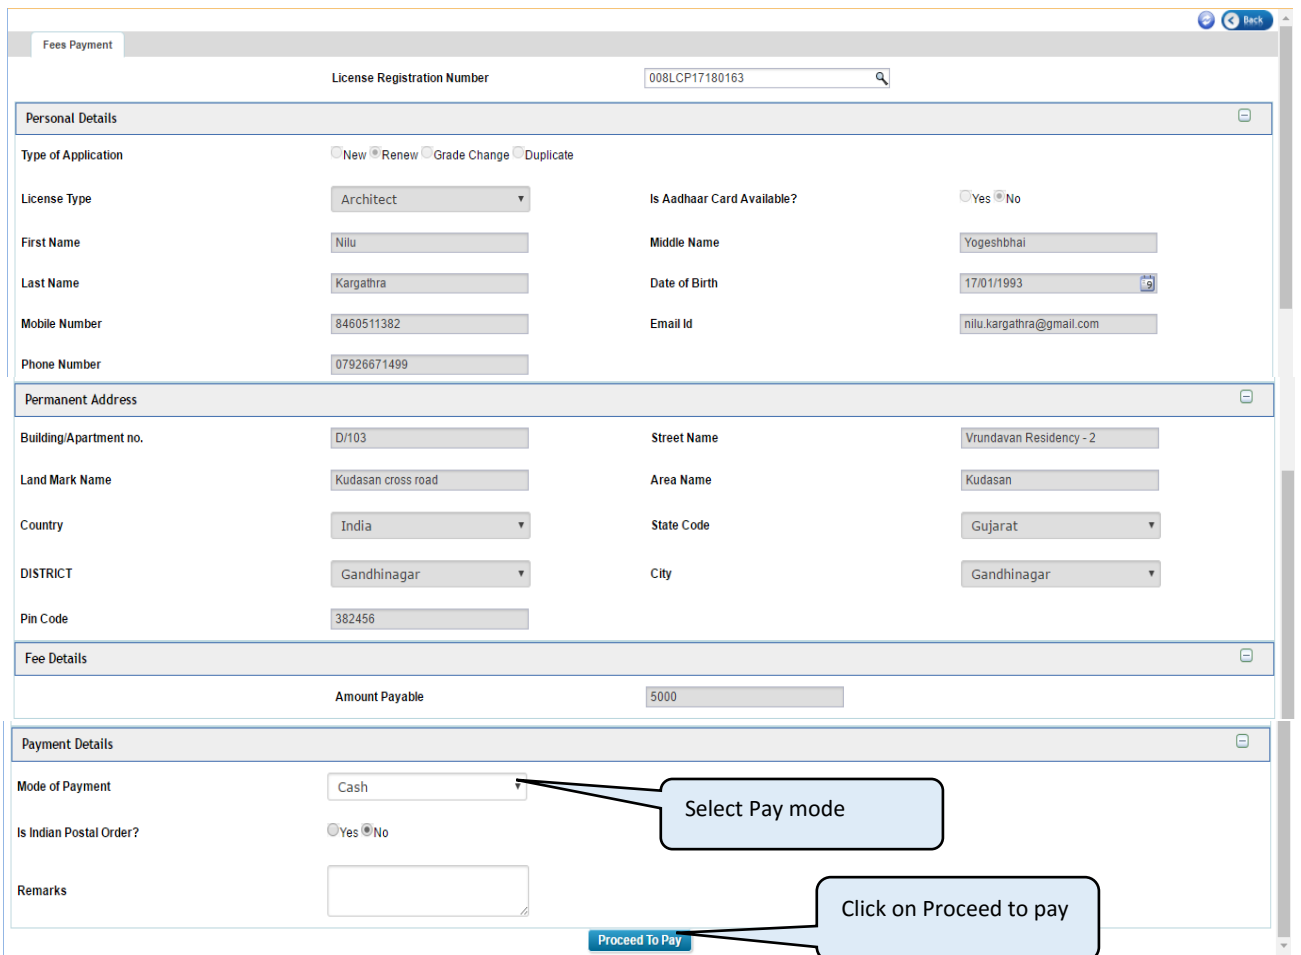 Back
Fees Payment
License Registration Number 008LCP17180163
Personal Details
Type of Application New Renew Grade Change Duplicate
License Type Architect Is Aadhaar Card Available? Yes No
First Name Nilu Middle Name Yogeshbhai
Last Name Kargathra Date of Birth 17/01/1993 9
Mobile Number 8460511382 Email Id nilu.kargathra@gmail.com
Phone Number 07926671499
Permanent Address
Building/Apartment no. D/103 Street Name Vrundavan Residency - 2
Land Mark Name Kudasan cross road Area Name Kudasan
Country India State Code Gujarat
DISTRICT Gandhinagar City Gandhinagar
Pin Code 382456
Fee Details
Amount Payable 5000
Payment Details
Mode of Payment Cash
Select Pay mode
Is Indian Postal Order? Yes No
Remarks
Click on Proceed to pay
Proceed To Pay